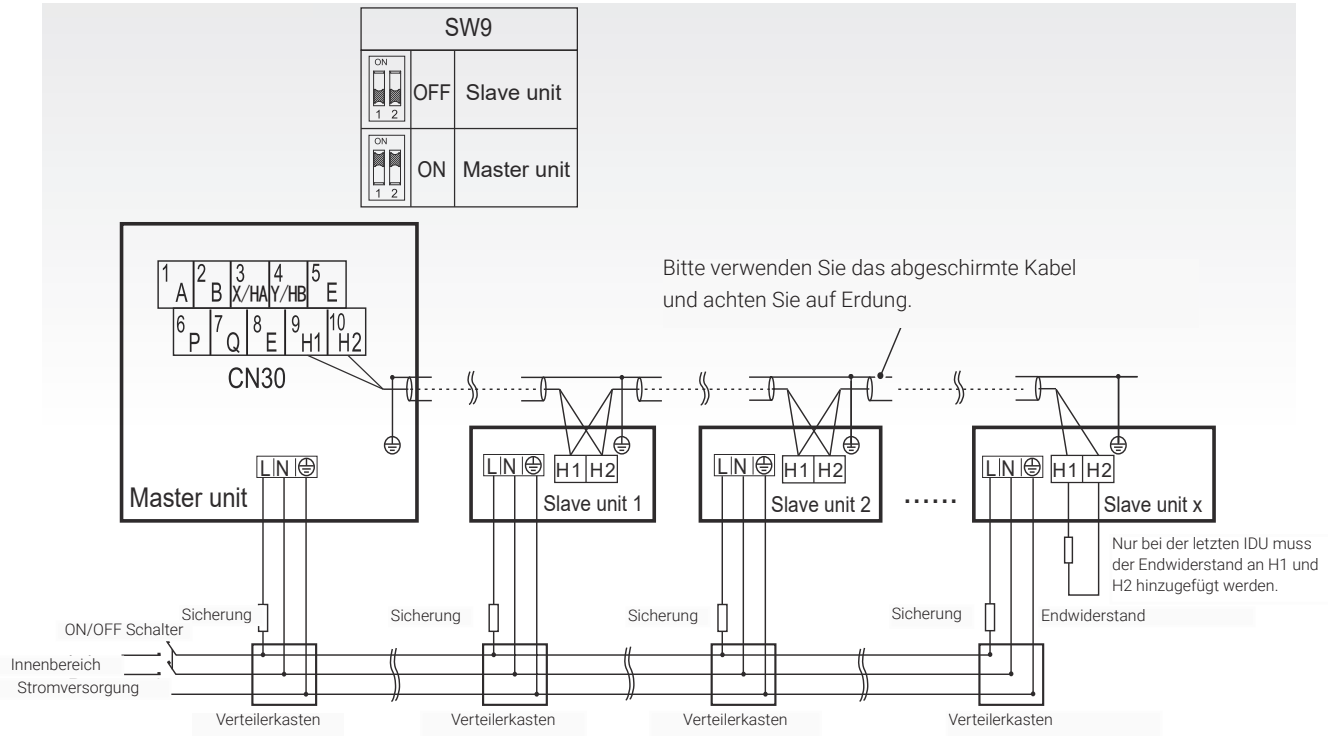 SW9
ON
1 2
OFF
Slave unit
ON
1 2
ON
Master unit
1 A
2 B
3 X/HA
4 Y/HB
5 E
6 P
7 Q
8 E
9 H1
10 H2
CN30
Bitte verwenden Sie das abgeschirmte Kabel
und achten Sie auf Erdung.
L N
Master unit
L N
H1 H2
Slave unit 1
L N
H1 H2
Slave unit 2
......
L N
H1 H2
Slave unit x
Nur bei der letzten IDU muss
der Endwiderstand an H1 und
H2 hinzugefügt werden.
Sicherung
Sicherung
Sicherung
Sicherung
Endwiderstand
ON/OFF Schalter
Innenbereich
Stromversorgung
Verteilerkasten
Verteilerkasten
Verteilerkasten
Verteilerkasten